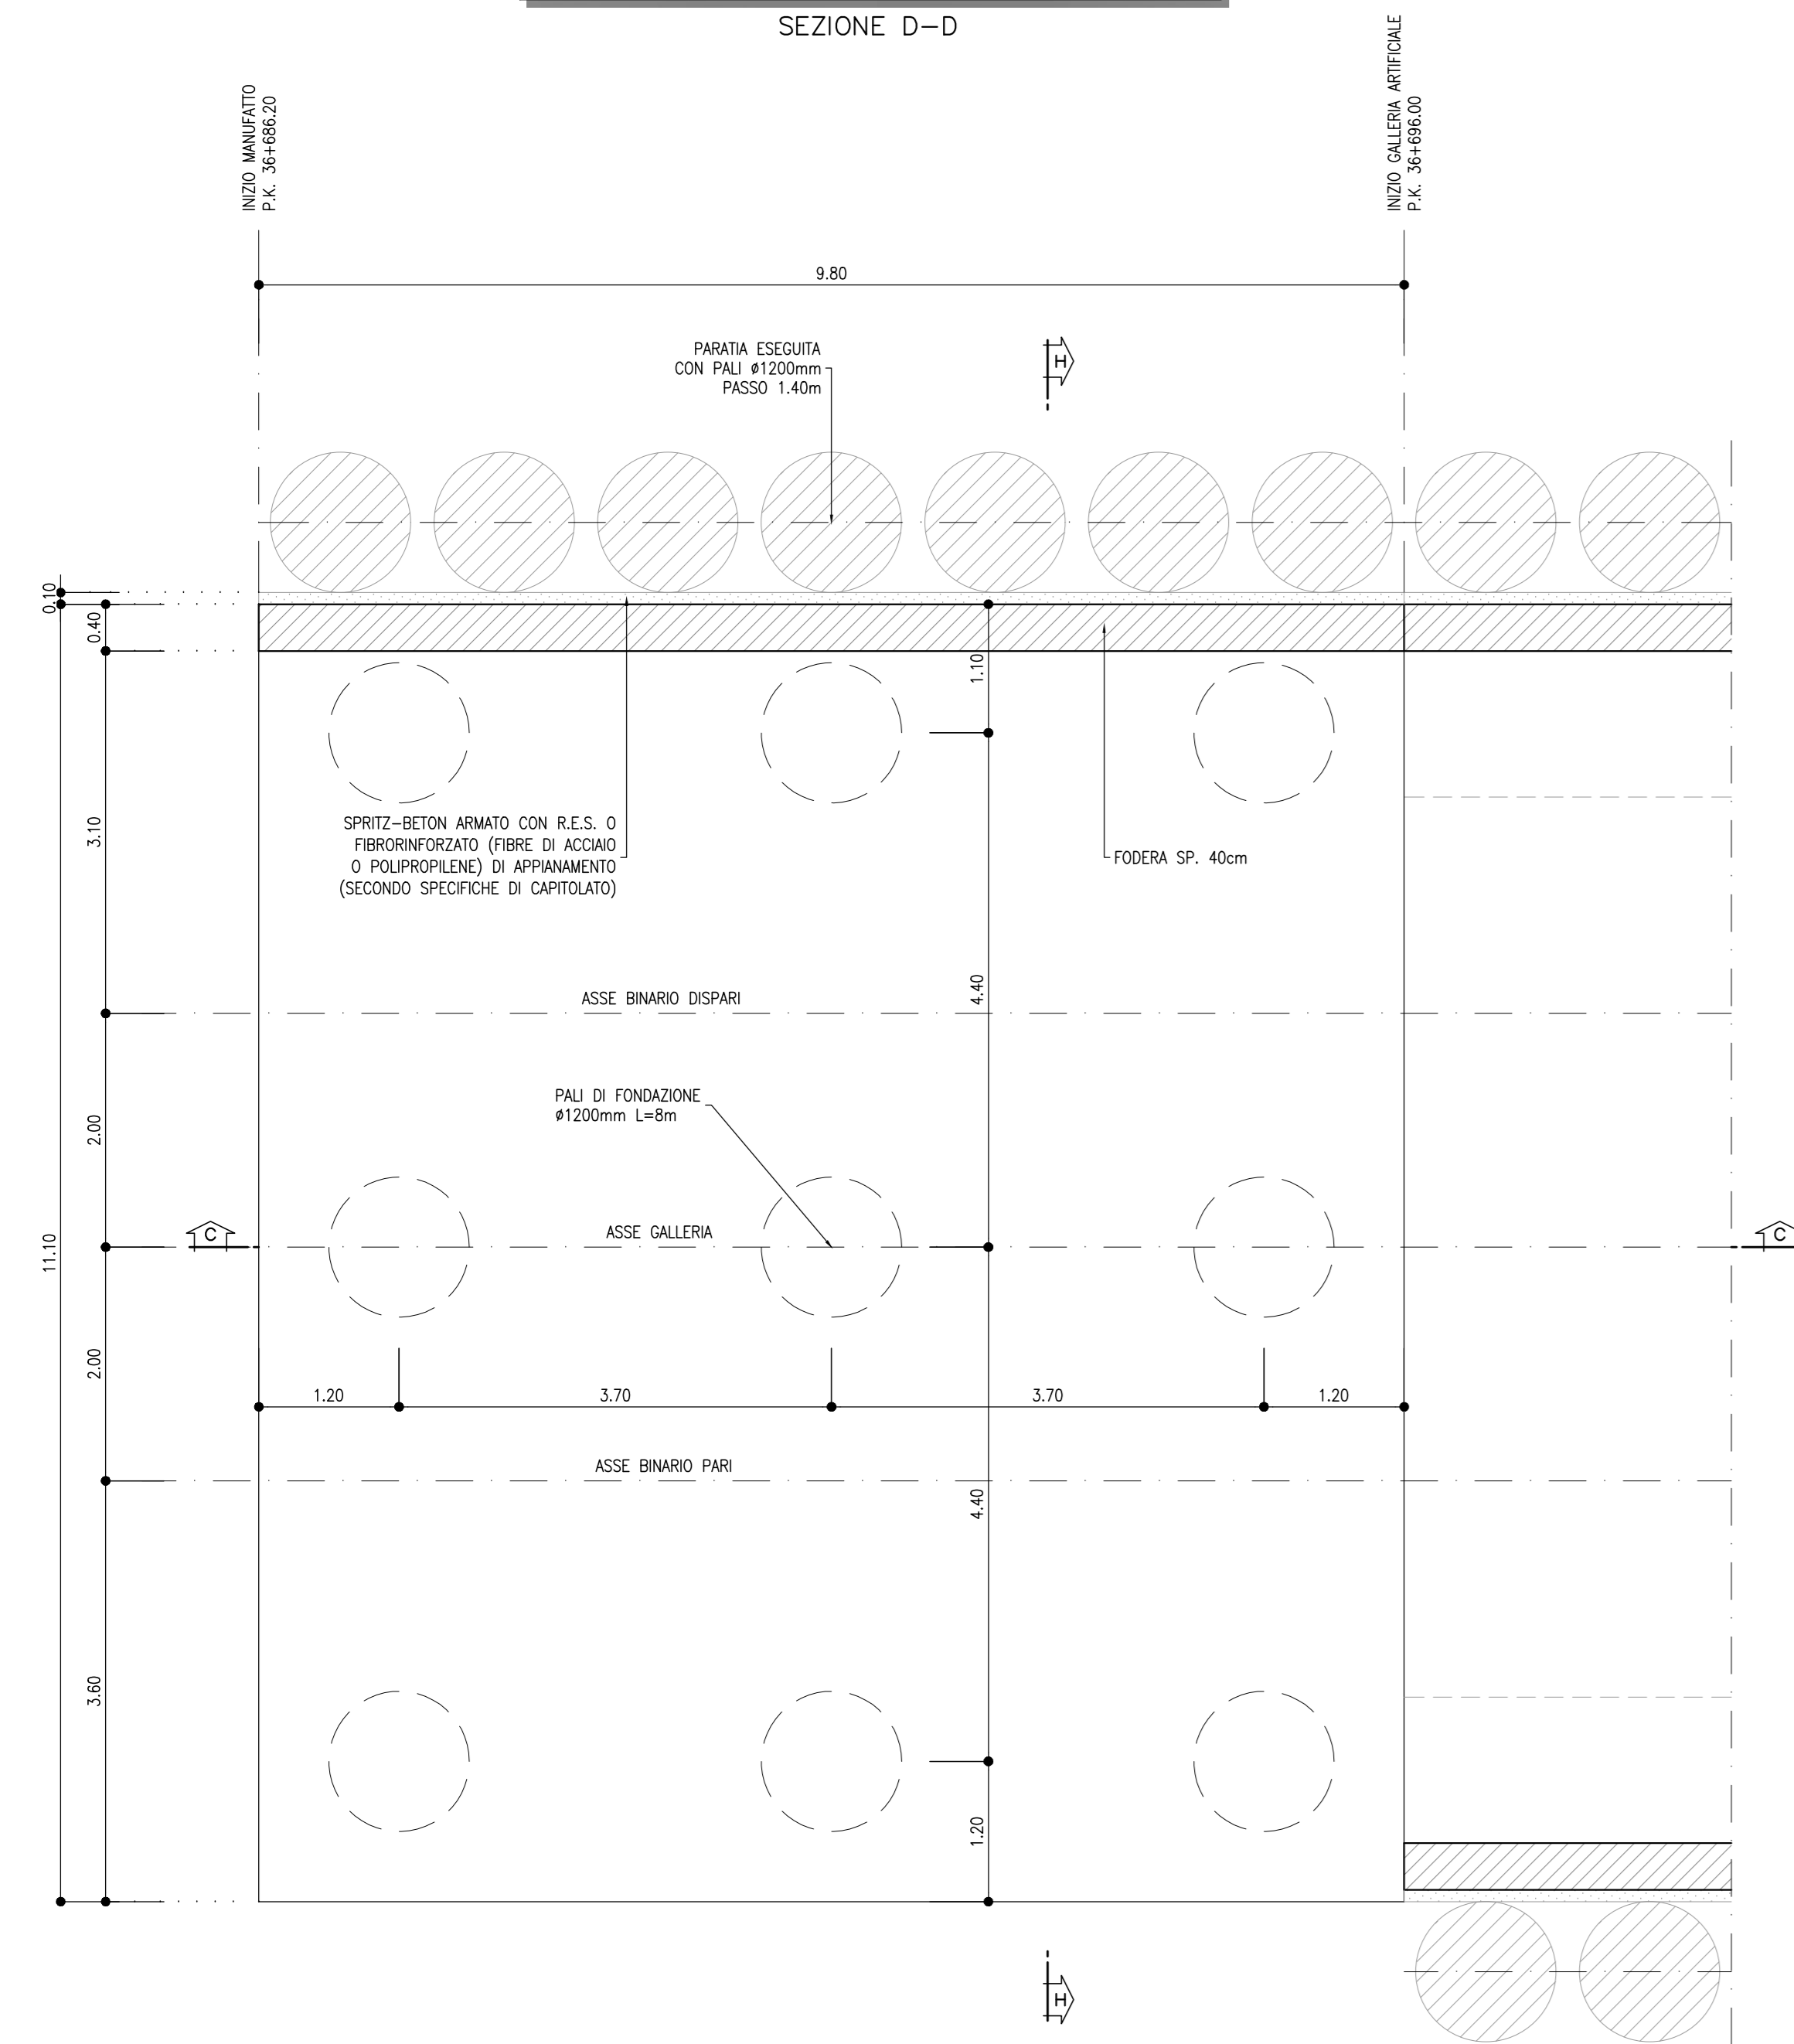 SEZIONE D–D
INIZIO MANUFATTO
P.K. 36+686.20
INIZIO GALLERIA ARTIFICIALE
P.K. 36+696.00
9.80
PARATIA ESEGUITA
CON PALI ø1200mm
PASSO 1.40m
H
0.10
0.40
1.10
3.10
SPRITZ–BETON ARMATO CON R.E.S. O
FIBRORINFORZATO (FIBRE DI ACCIAIO
O POLIPROPILENE) DI APPIANAMENTO
(SECONDO SPECIFICHE DI CAPITOLATO)
FODERA SP. 40cm
4.40
ASSE BINARIO DISPARI
2.00
PALI DI FONDAZIONE
ø1200mm L=8m
C
ASSE GALLERIA
C
11.10
2.00
1.20
3.70
3.70
1.20
ASSE BINARIO PARI
4.40
3.60
1.20
H